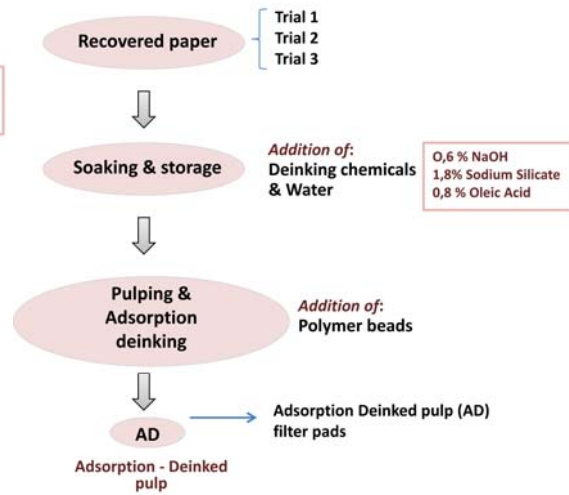 Recovered paper
Trial 1
Trial 2
Trial 3
Soaking & storage
Addition of:
Deinking chemicals
& Water
O,6 % NaOH
1,8% Sodium Silicate
0,8 % Oleic Acid
Pulping &
Adsorption
deinking
Addition of:
Polymer beads
AD
Adsorption Deinked pulp (AD)
filter pads
Adsorption - Deinked
pulp